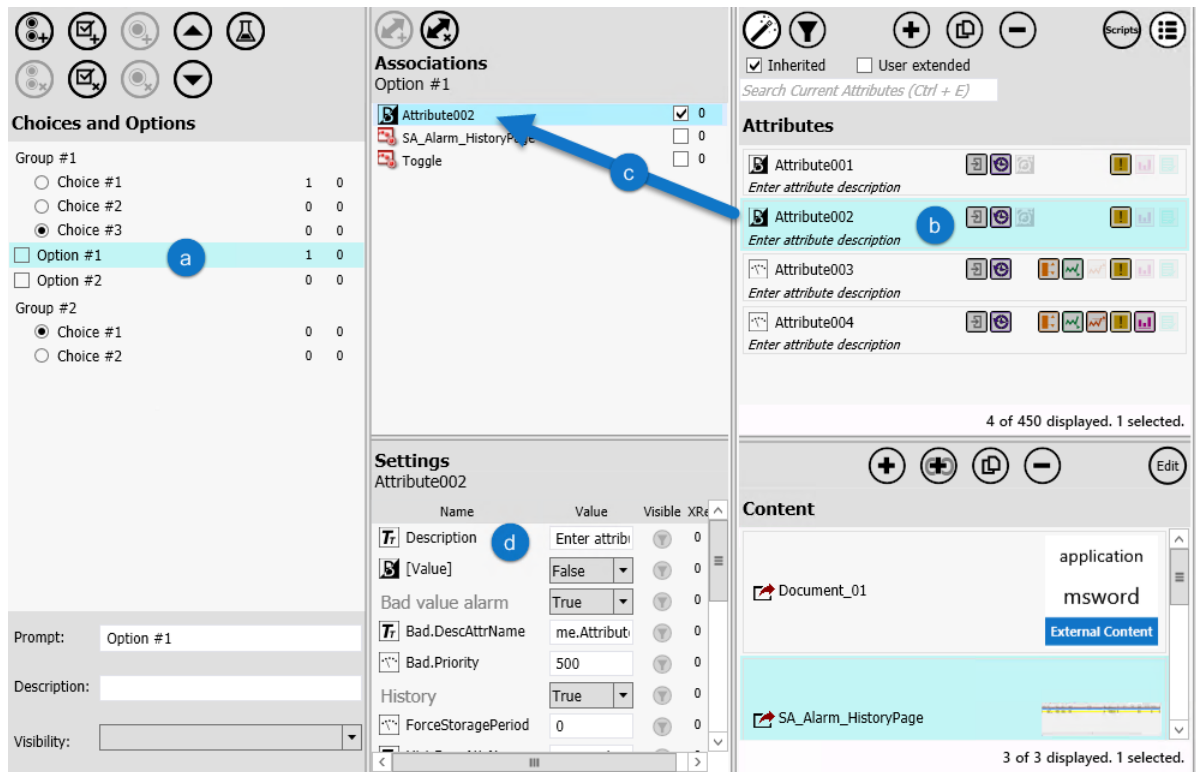 Choices and Options
Group #1
Choice #1 1 0
Choice #2 0 0
Choice #3 0 0
Option #1 a 1 0
Option #2 0 0
Group #2
Choice #1 0 0
Choice #2 0 0
Prompt: Option #1
Description:
Visibility:
Associations
Option #1
Attribute002 0
SA_Alarm_HistoryPage 0
Toggle 0
c
Settings
Attribute002
Name Value Visible XRe
Description d Enter attrib 0
[Value] False 0
Bad value alarm True 0
Bad.DescAttrName me.Attribut 0
Bad.Priority 500 0
History True 0
ForceStoragePeriod 0 0
Scripts
Inherited User extended
Search Current Attributes (Ctrl + E)
Attributes
Attribute001
Enter attribute description
Attribute002 b
Enter attribute description
Attribute003
Enter attribute description
Attribute004
Enter attribute description
4 of 450 displayed. 1 selected.
Edit
Content
Document_01
application
msword
External Content
SA_Alarm_HistoryPage
3 of 3 displayed. 1 selected.